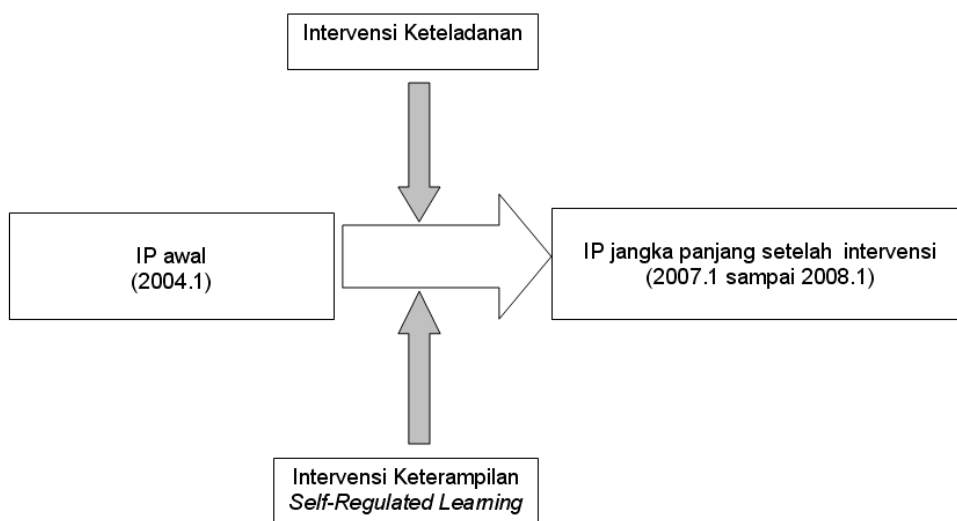 Intervensi Keteladanan
IP awal
(2004.1)
IP jangka panjang setelah intervensi
(2007.1 sampai 2008.1)
Intervensi Keterampilan
Self-Regulated Learning